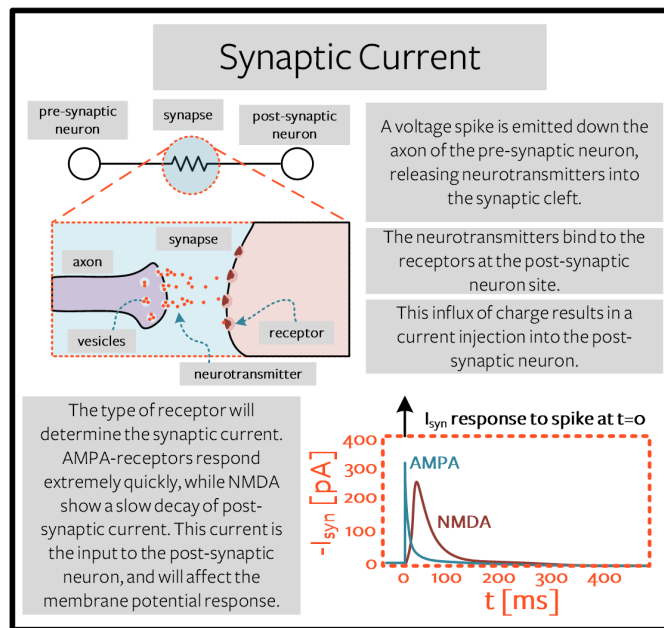 Synaptic Current
pre-synaptic
neuron
synapse
post-synaptic
neuron
A voltage spike is emitted down the
axon of the pre-synaptic neuron,
releasing neurotransmitters into
the synaptic cleft.
The neurotransmitters bind to the
receptors at the post-synaptic
neuron site.
This influx of charge results in a
current injection into the post-
synaptic neuron.
synapse
axon
vesicles
receptor
neurotransmitter
The type of receptor will
determine the synaptic current.
AMPA-receptors respond
extremely quickly, while NMDA
show a slow decay of post-
synaptic current. This current is
the input to the post-synaptic
neuron, and will affect the
membrane potential response.
Isyn response to spike at t=0
-Isyn [pA]
400
300
200
100
0
AMPA
NMDA
0 100 200 300 400
t [ms]